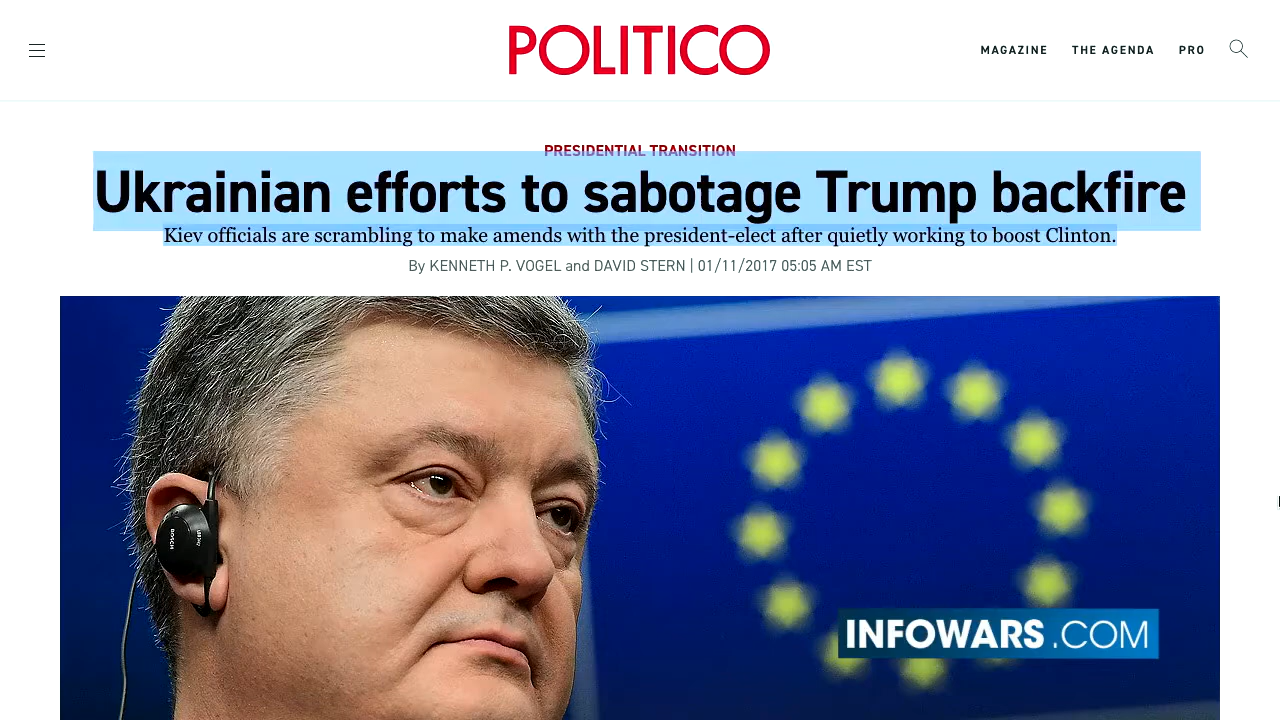 POLITICO
MAGAZINE THE AGENDA PRO
PRESIDENTIAL TRANSITION
Ukrainian efforts to sabotage Trump backfire
Kiev officials are scrambling to make amends with the president-elect after quietly working to boost Clinton.
By KENNETH P. VOGEL and DAVID STERN | 01/11/2017 05:05 AM EST
BOSCH
INFOWARS.COM